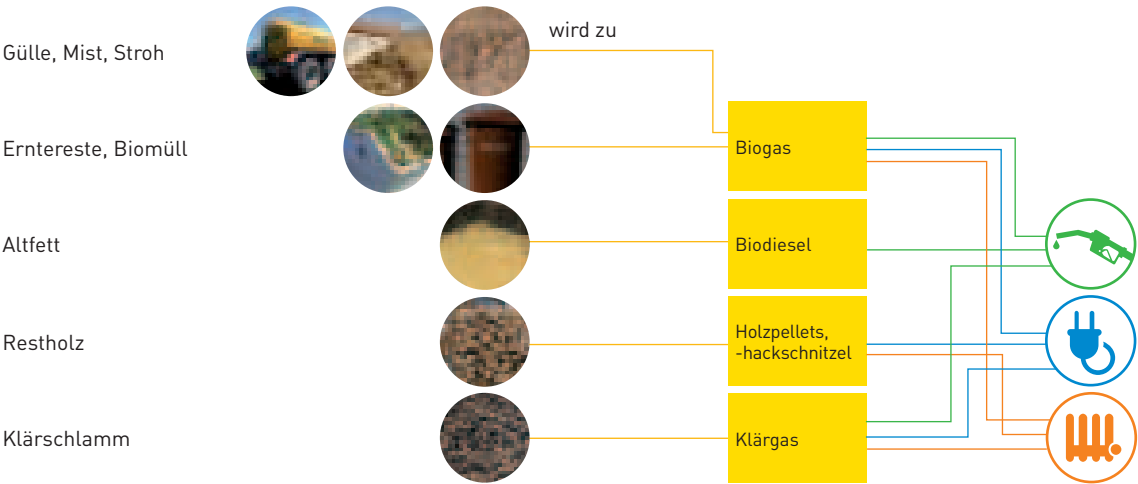 Gülle, Mist, Stroh
wird zu
Erntereste, Biomüll
Biogas
Altfett
Biodiesel
Restholz
Holzpellets,
-hackschnitzel
Klärschlamm
Klärgas